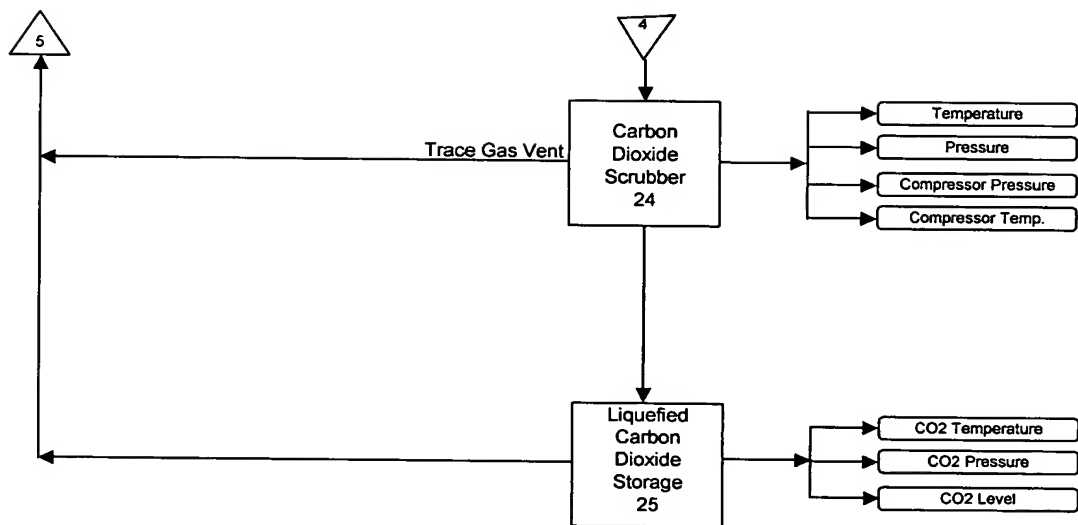 5
4
Carbon
Dioxide
Scrubber
24
Trace Gas Vent
Temperature
Pressure
Compressor Pressure
Compressor Temp.
Liquefied
Carbon
Dioxide
Storage
25
CO2 Temperature
CO2 Pressure
CO2 Level